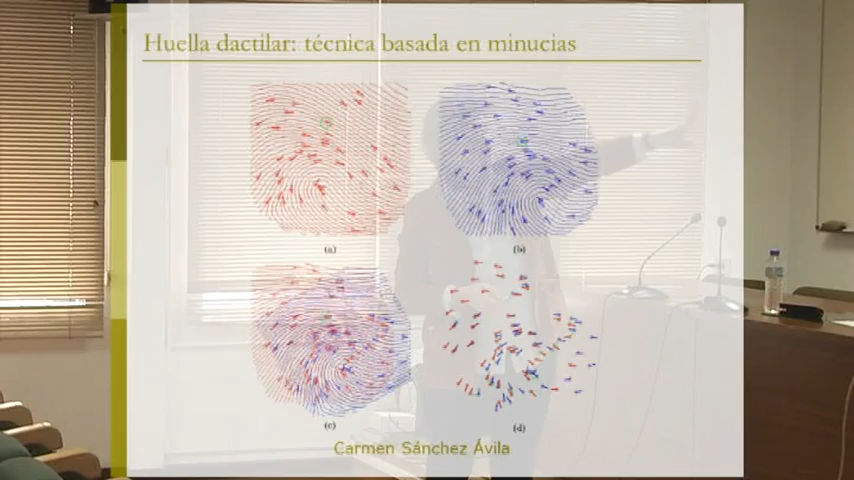 Huella dactilar: técnica basada en minucias
(a)
(b)
(c)
(d)
Carmen Sánchez Ávila